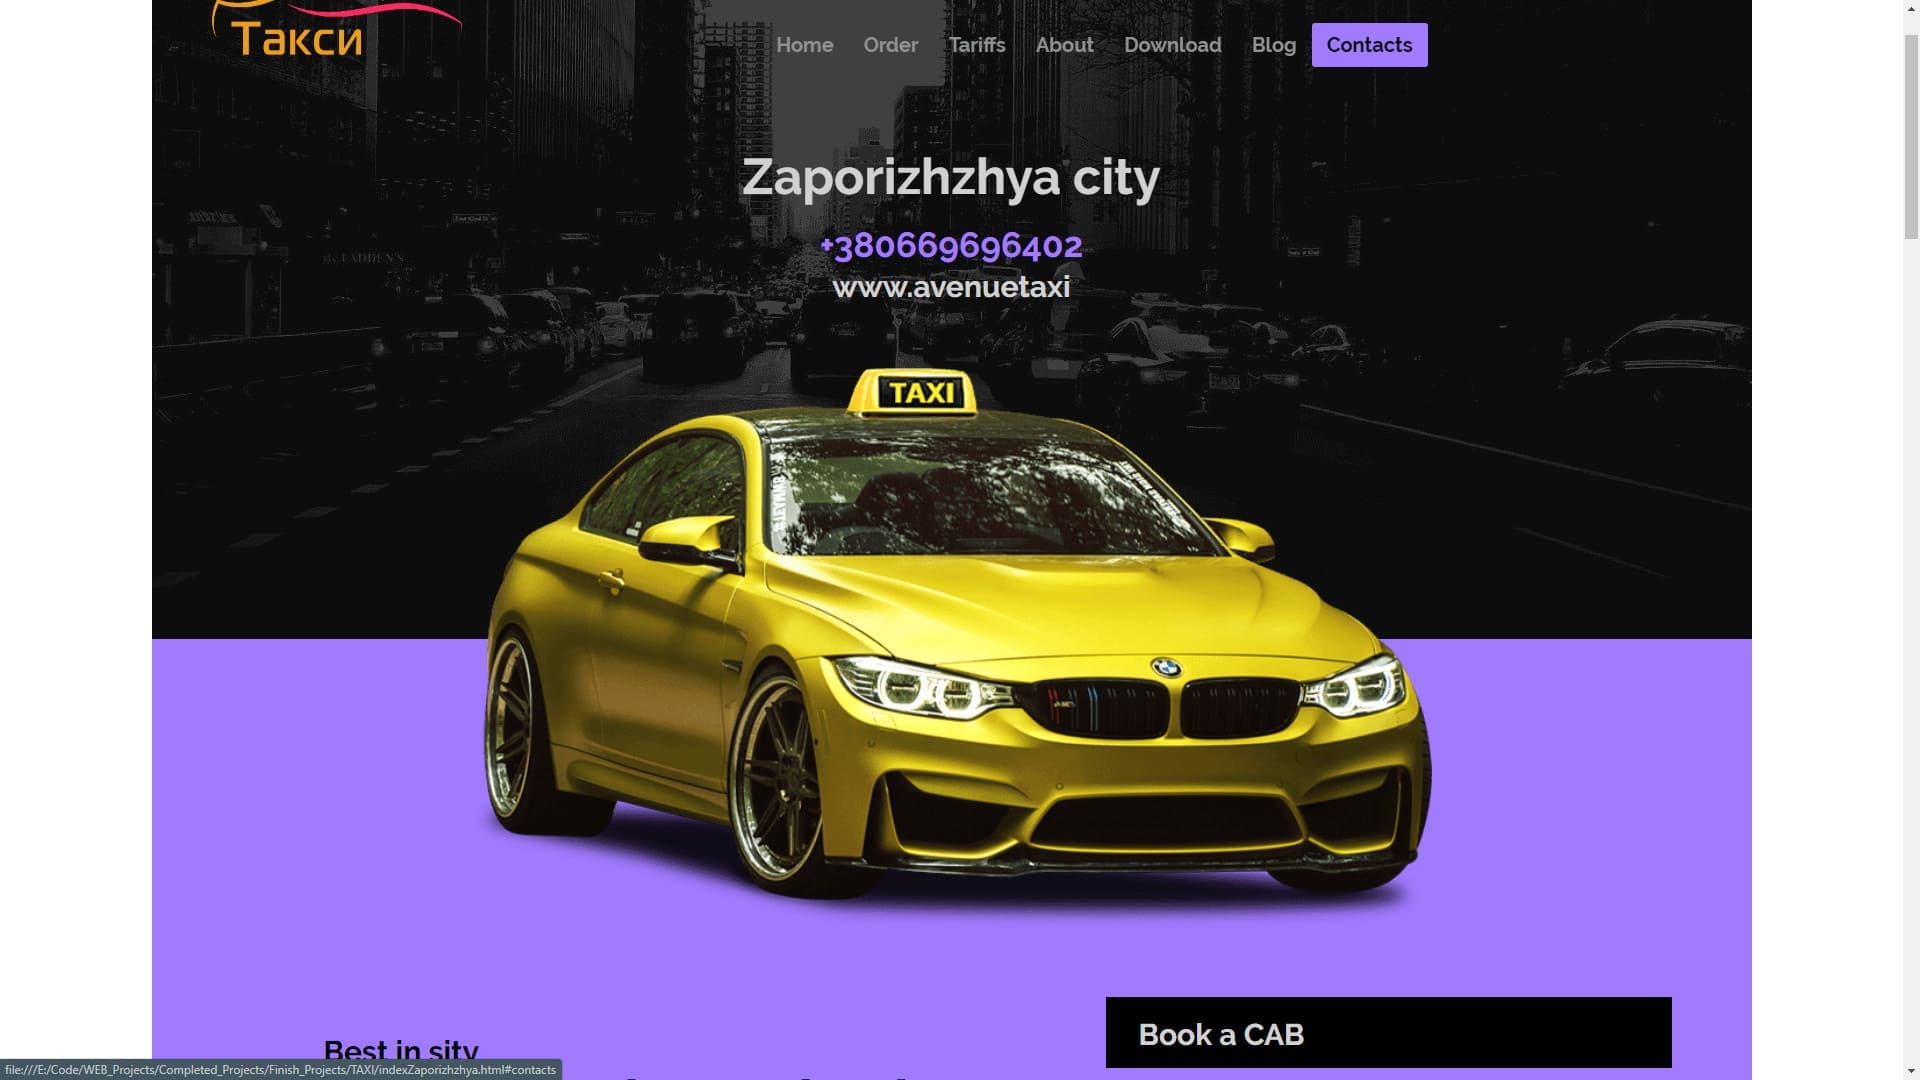 Такси
Home Order Tariffs About Download Blog Contacts
Zaporizhzhya city
+380669696402
www.avenuetaxi
TAXI
Book a CAB
Best in sity
file:///E:/Code/WEB_Projects/Completed_Projects/Finish_Projects/TAXI/indexZaporizhzhya.html#contacts